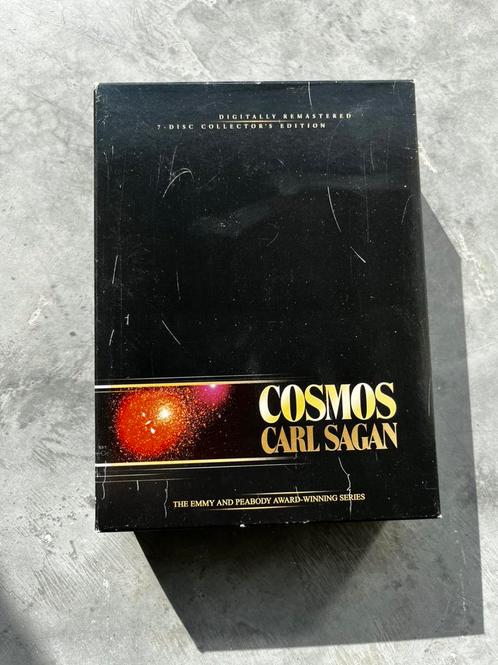 DIGITALLY REMASTERED
7-DISC COLLECTOR'S EDITION
COSMOS
CARL SAGAN
THE EMMY AND PEABODY AWARD-WINNING SERIES